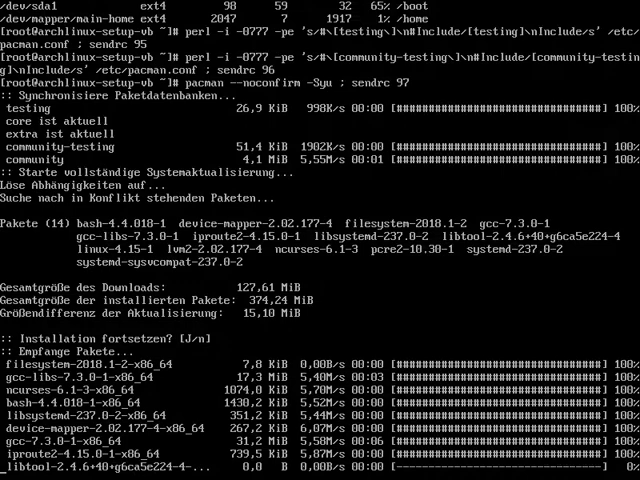 /dev/sda1 ext4 98 59 32 65% /boot
/dev/mapper/main-home ext4 2047 7 1917 1% /home
[root@archlinux-setup-vb ~]# perl -i -0777 -pe 's/#\[testing\]\n#Include/[testing]\nInclude/s' /etc/
pacman.conf ; sendrc 95
[root@archlinux-setup-vb ~]# perl -i -0777 -pe 's/#\[community-testing\]\n#Include/[community-testin
g]\nInclude/s' /etc/pacman.conf ; sendrc 96
[root@archlinux-setup-vb ~]# pacman --noconfirm -Syu ; sendrc 97
:: Synchronisiere Paketdatenbanken...
testing 26,9 KiB 998K/s 00:00 [################################] 100%
core ist aktuell
extra ist aktuell
community-testing 51,4 KiB 1902K/s 00:00 [################################] 100%
community 4,1 MiB 5,55M/s 00:01 [################################] 100%
:: Starte vollständige Systemaktualisierung...
Löse Abhängigkeiten auf...
Suche nach in Konflikt stehenden Paketen...
Pakete (14) bash-4.4.018-1 device-mapper-2.02.177-4 filesystem-2018.1-2 gcc-7.3.0-1
gcc-libs-7.3.0-1 iproute2-4.15.0-1 libsystemd-237.0-2 libtool-2.4.6+40+g6ca5e224-4
linux-4.15-1 lvm2-2.02.177-4 ncurses-6.1-3 pcre2-10.30-1 systemd-237.0-2
systemd-sysvcompat-237.0-2
Gesamtgröße des Downloads: 127,61 MiB
Gesamtgröße der installierten Pakete: 374,24 MiB
Größendifferenz der Aktualisierung: 15,10 MiB
:: Installation fortsetzen? [J/n]
:: Empfange Pakete...
filesystem-2018.1-2-x86_64 7,8 KiB 0,00B/s 00:00 [################################] 100%
gcc-libs-7.3.0-1-x86_64 17,3 MiB 5,40M/s 00:03 [################################] 100%
ncurses-6.1-3-x86_64 1074,0 KiB 5,70M/s 00:00 [################################] 100%
bash-4.4.018-1-x86_64 1430,2 KiB 5,52M/s 00:00 [################################] 100%
libsystemd-237.0-2-x86_64 351,2 KiB 5,44M/s 00:00 [################################] 100%
device-mapper-2.02.177-4-x86_64 267,2 KiB 6,07M/s 00:00 [################################] 100%
gcc-7.3.0-1-x86_64 31,2 MiB 5,58M/s 00:06 [################################] 100%
iproute2-4.15.0-1-x86_64 739,5 KiB 5,87M/s 00:00 [################################] 100%
_libtool-2.4.6+40+g6ca5e224-4-... 0,0 B 0,00B/s 00:00 [--------------------------------] 0%